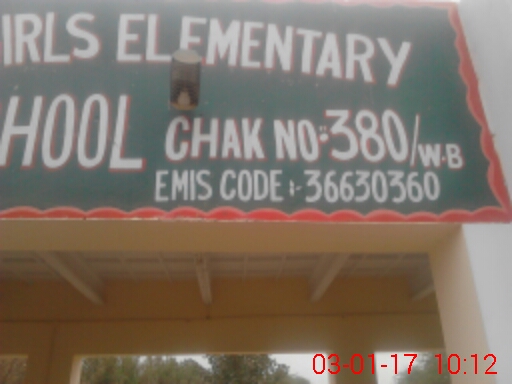 IRLS ELEMENTARY
HOOL CHAK NO:380/W.B
EMIS CODE :- 36630360
03-01-17 10:12